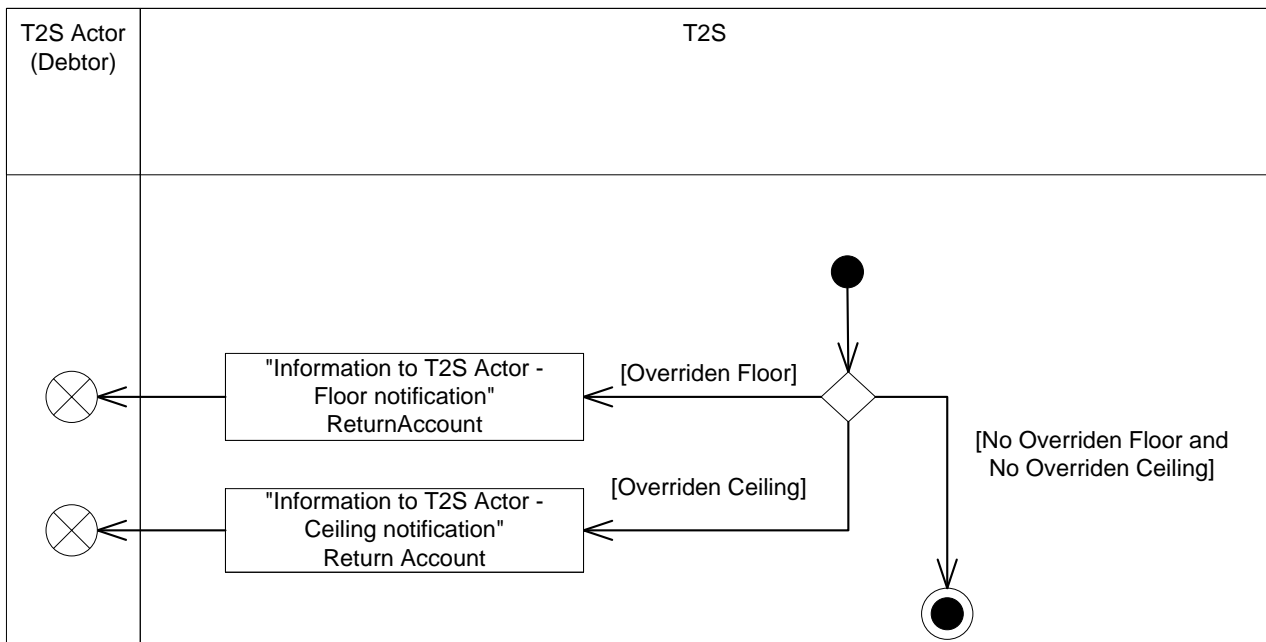 T2S Actor
(Debtor)
T2S
"Information to T2S Actor -
Floor notification"
ReturnAccount
[Overriden Floor]
[No Overriden Floor and
No Overriden Ceiling]
"Information to T2S Actor -
Ceiling notification"
Return Account
[Overriden Ceiling]